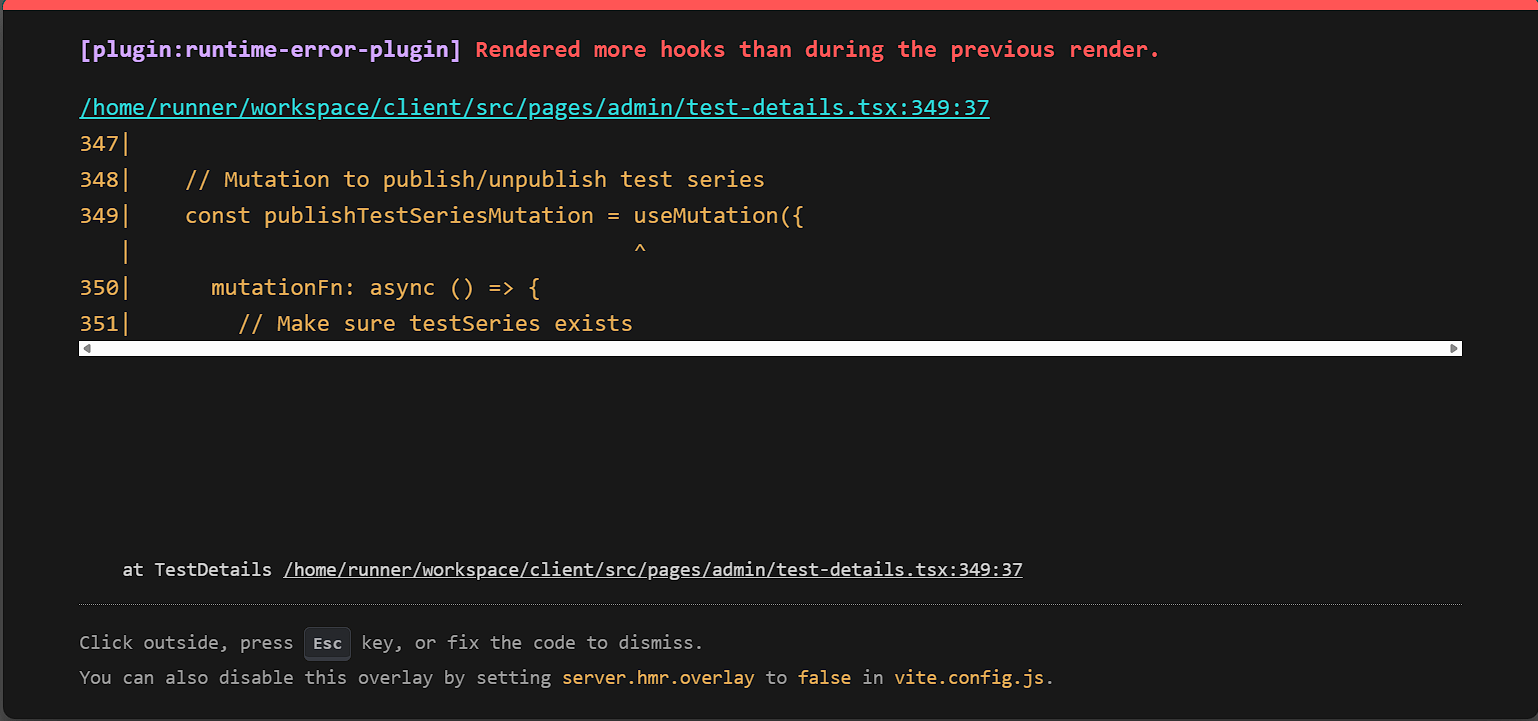 [plugin:runtime-error-plugin] Rendered more hooks than during the previous render.
/home/runner/workspace/client/src/pages/admin/test-details.tsx:349:37
347|
348|    // Mutation to publish/unpublish test series
349|    const publishTestSeriesMutation = useMutation({
   |                                      ^
350|      mutationFn: async () => {
351|        // Make sure testSeries exists
at TestDetails /home/runner/workspace/client/src/pages/admin/test-details.tsx:349:37
Click outside, press Esc key, or fix the code to dismiss.
You can also disable this overlay by setting server.hmr.overlay to false in vite.config.js.